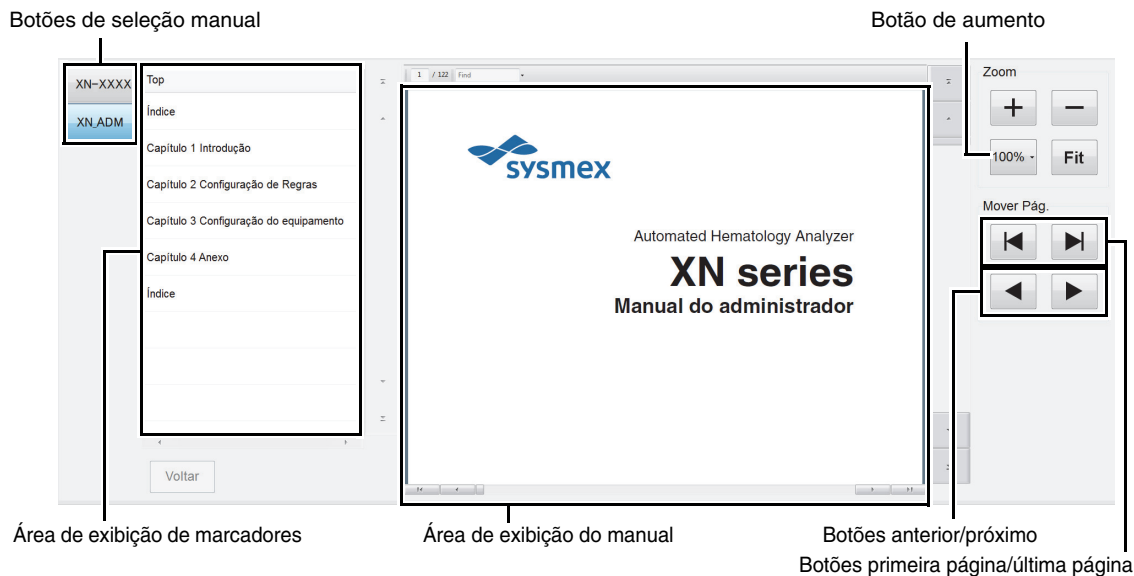 Botões de seleção manual
Botão de aumento
XN-XXXX
XN_ADM
Top
Índice
Capítulo 1 Introdução
Capítulo 2 Configuração de Regras
Capítulo 3 Configuração do equipamento
Capítulo 4 Anexo
Índice
Voltar
1 / 122 Find
sysmex
Automated Hematology Analyzer
XN series
Manual do administrador
Zoom
100% Fit
Mover Pág.
Área de exibição de marcadores
Área de exibição do manual
Botões anterior/próximo
Botões primeira página/última página